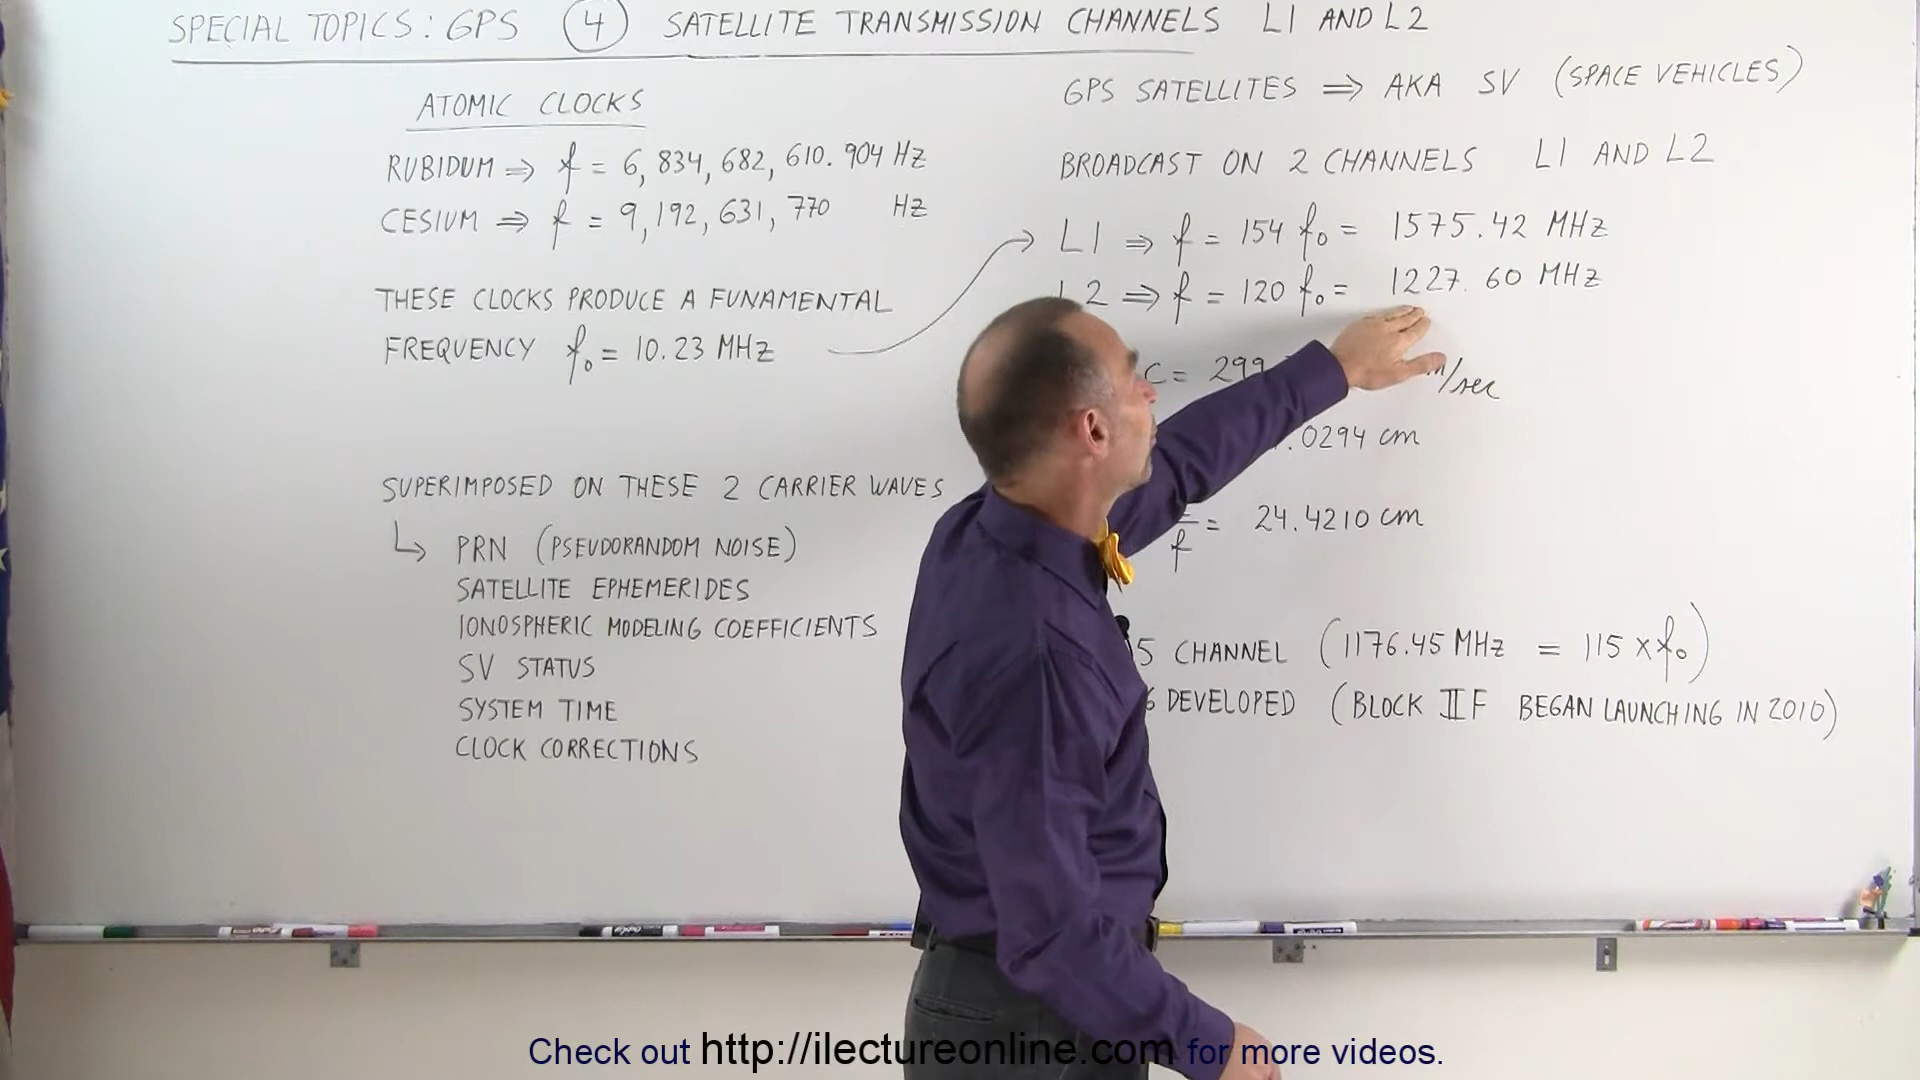 SPECIAL TOPICS: GPS 4 SATELLITE TRANSMISSION CHANNELS L1 AND L2
ATOMIC CLOCKS
RUBIDUM ⇒ f = 6, 834, 682, 610. 904 HZ
CESIUM ⇒ f = 9, 192, 631, 770 HZ
THESE CLOCKS PRODUCE A FUNAMENTAL
FREQUENCY f₀ = 10.23 MHZ
SUPERIMPOSED ON THESE 2 CARRIER WAVES
↳ PRN (PSEUDORANDOM NOISE)
SATELLITE EPHEMERIDES
IONOSPHERIC MODELING COEFFICIENTS
SV STATUS
SYSTEM TIME
CLOCK CORRECTIONS
GPS SATELLITES ⇒ AKA SV (SPACE VEHICLES)
BROADCAST ON 2 CHANNELS L1 AND L2
L1 ⇒ f = 154 f₀ = 1575.42 MHZ
L2 ⇒ f = 120 f₀ = 1227.60 MHZ
C = 299 m/sec
.0294 cm
f = 24.4210 cm
5 CHANNEL (1176.45 MHZ = 115 x f₀)
DEVELOPED (BLOCK IIF BEGAN LAUNCHING IN 2010)
Check out http://ilectureonline.com for more videos.